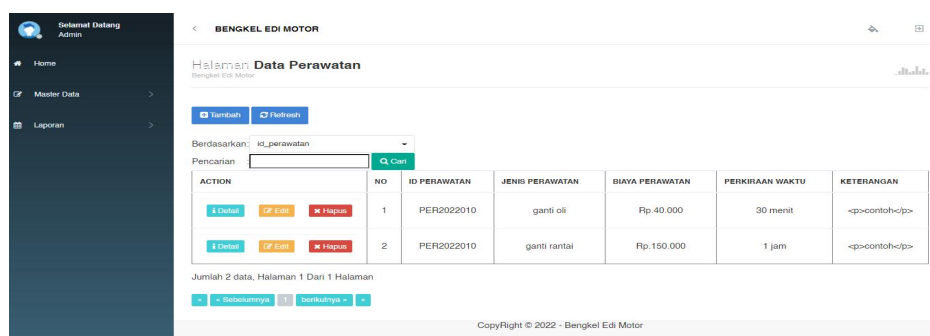 Selamat Datang
Admin
Home
Master Data >
Laporan >
< BENGKEL EDI MOTOR
Halaman Data Perawatan
Bengkel Edi Motor
Tambah Refresh
Berdasarkan: id_perawatan
Pencarian : Cari
ACTION NO ID PERAWATAN JENIS PERAWATAN BIAYA PERAWATAN PERKIRAAN WAKTU KETERANGAN
Detail Edit Hapus 1 PER2022010 ganti oli Rp.40.000 30 menit <p>contoh</p>
Detail Edit Hapus 2 PER2022010 ganti rantai Rp.150.000 1 jam <p>contoh</p>
Jumlah 2 data, Halaman 1 Dari 1 Halaman
« « Sebelumnya 1 berikutnya » »
CopyRight © 2022 - Bengkel Edi Motor